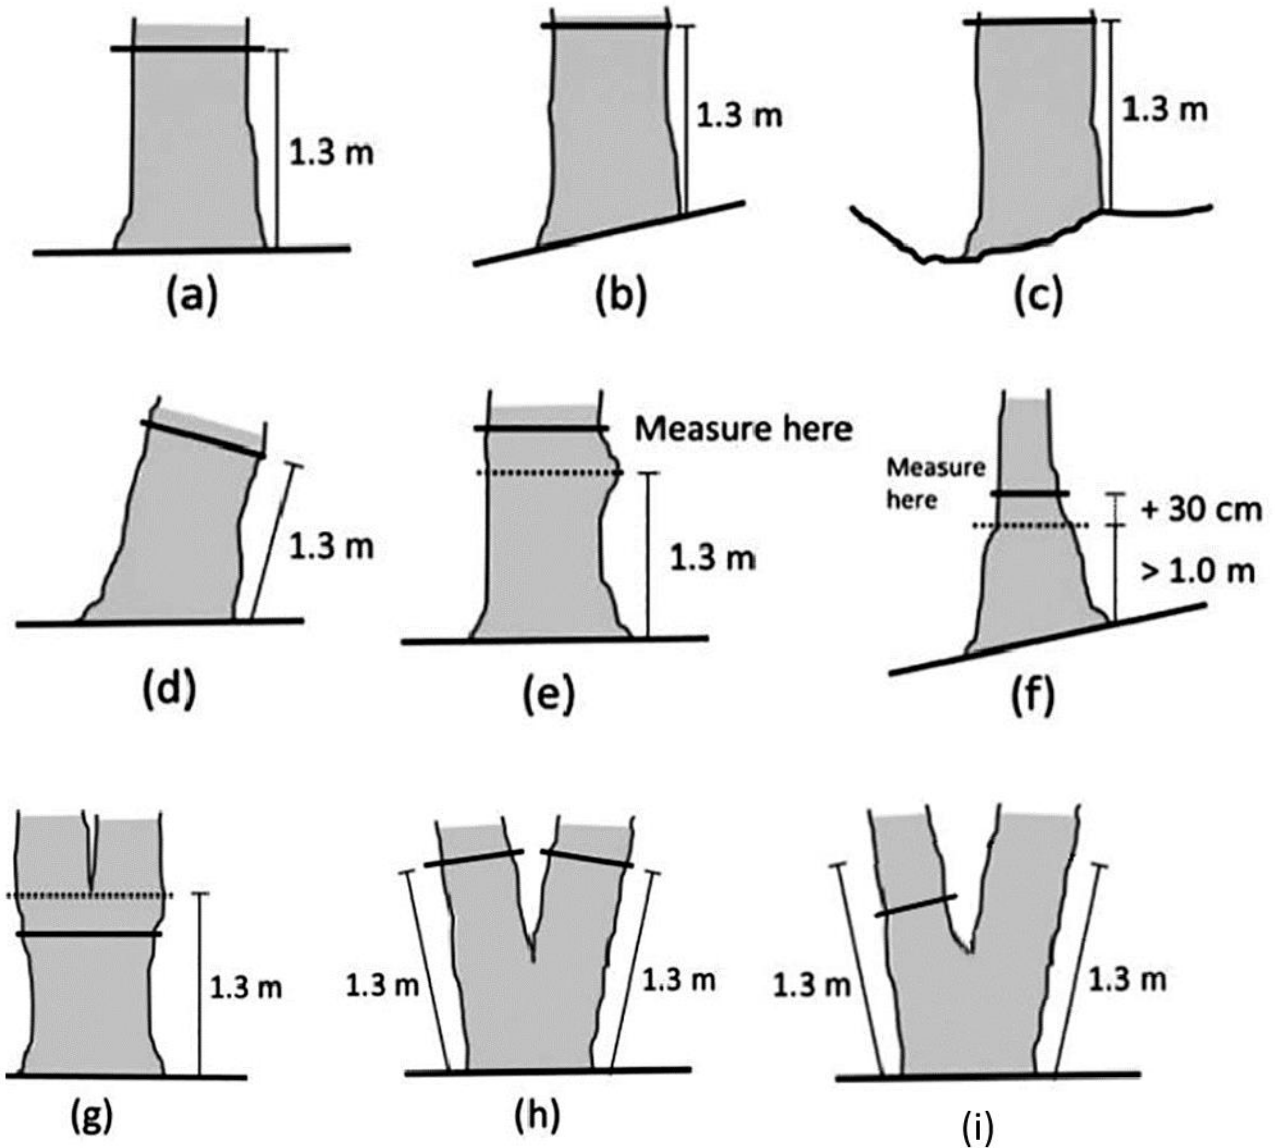 1.3 m
1.3 m
1.3 m
(a)
(b)
(c)
Measure here
Measure
here
+ 30 cm
1.3 m
1.3 m
> 1.0 m
(d)
(e)
(f)
1.3 m
1.3 m
1.3 m
1.3 m
1.3 m
(g)
(h)
(i)